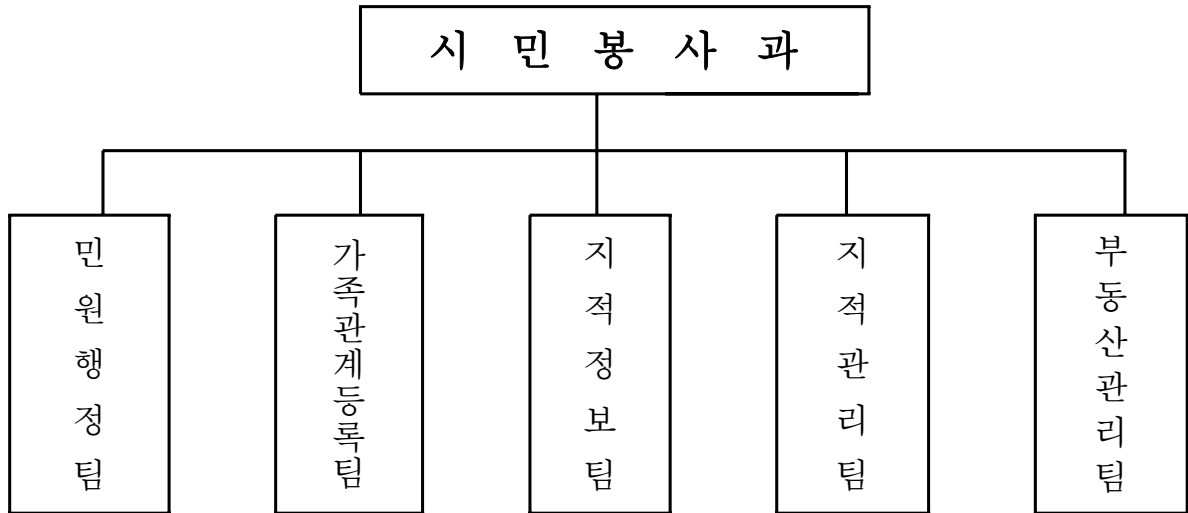 시 민 봉 사 과
민원행정팀
가족관계등록팀
지적정보팀
지적관리팀
부동산관리팀